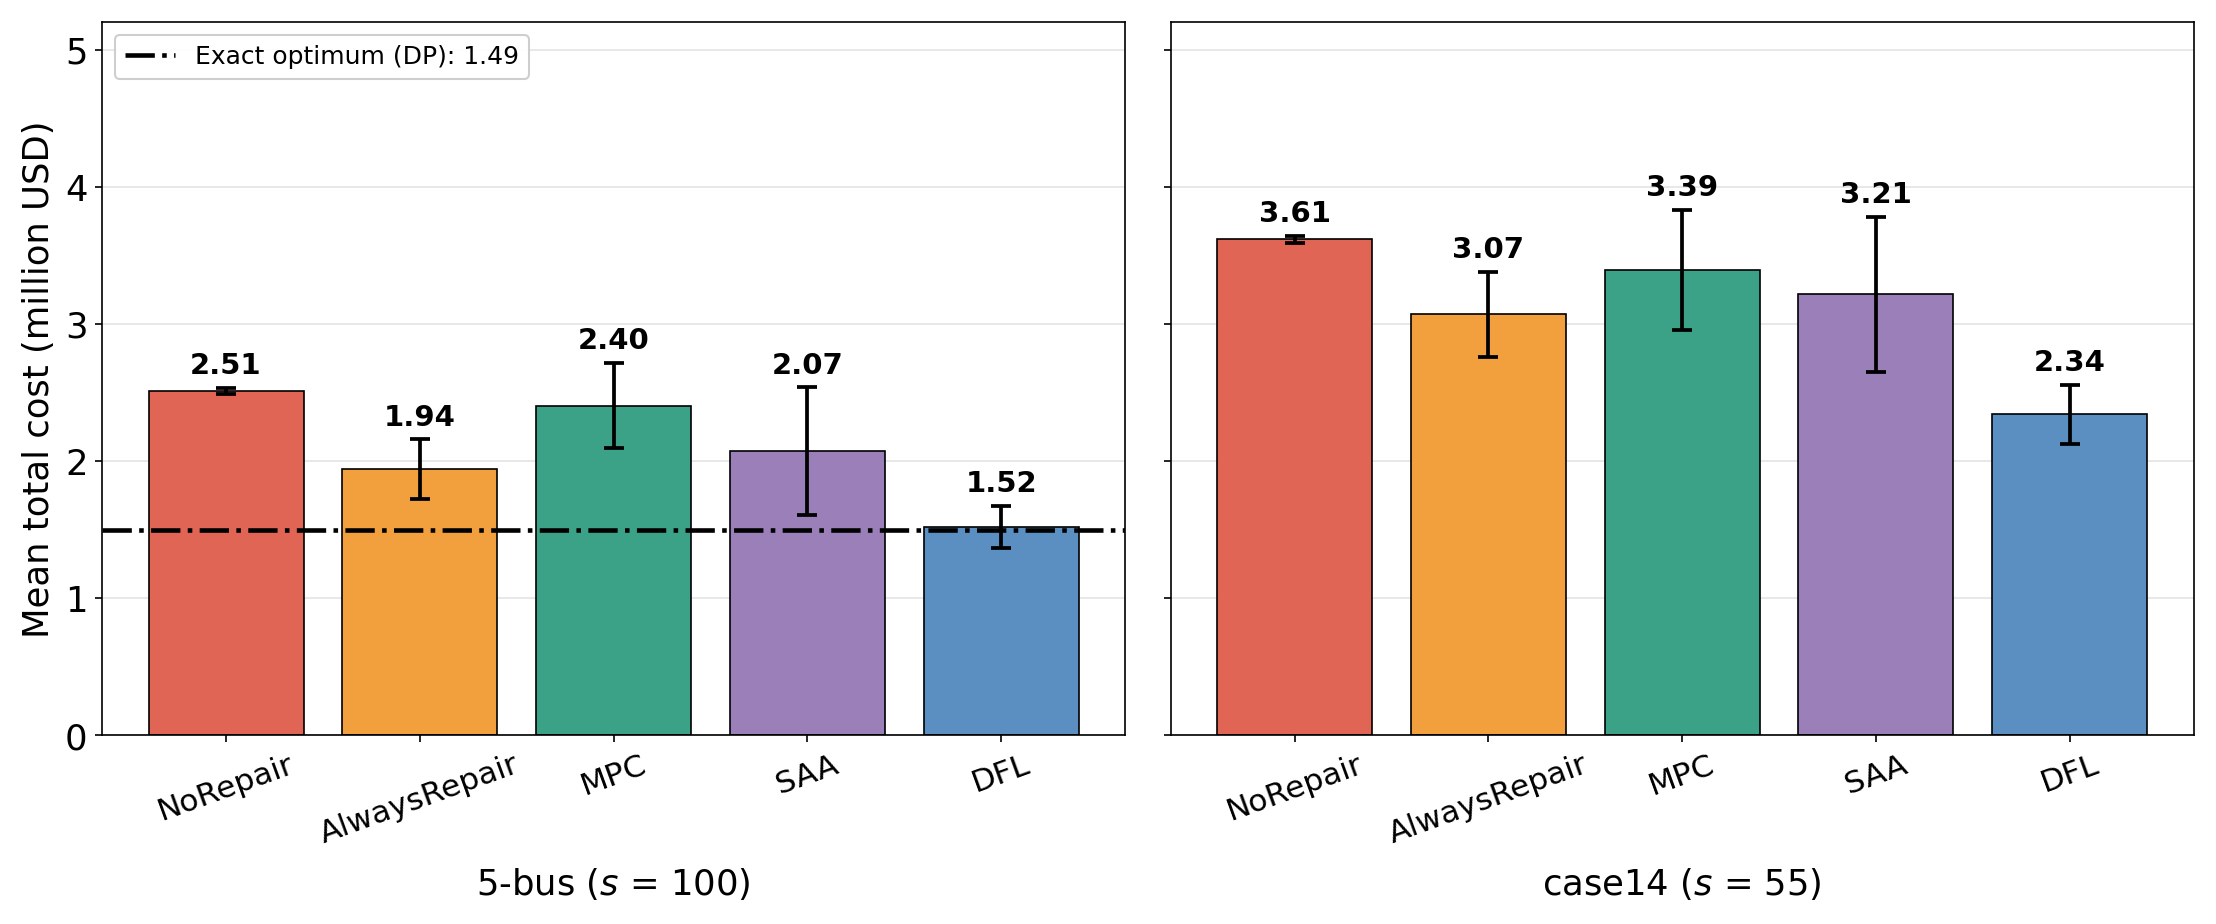 Exact optimum (DP): 1.49
Mean total cost (million USD)
5
4
3
2
1
0
2.51
1.94
2.40
2.07
1.52
NoRepair
AlwaysRepair
MPC
SAA
DFL
5-bus (s = 100)
3.61
3.07
3.39
3.21
2.34
NoRepair
AlwaysRepair
MPC
SAA
DFL
case14 (s = 55)